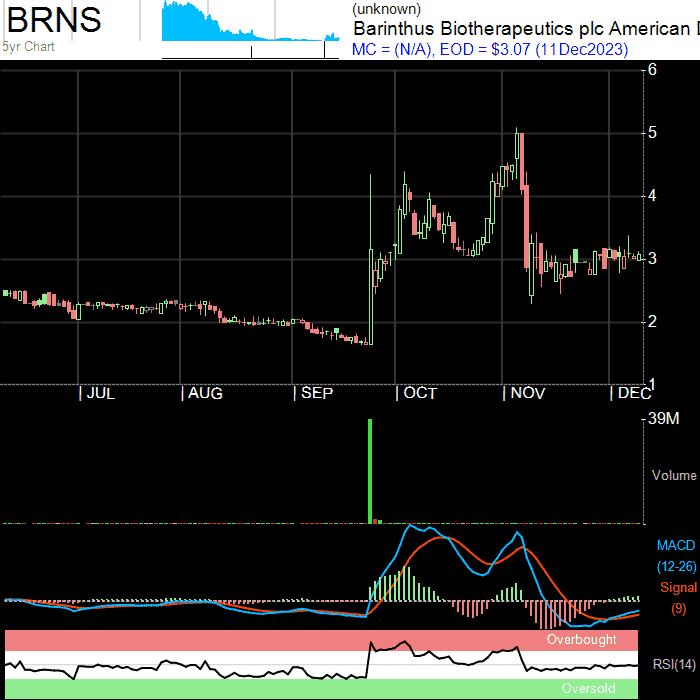 BRNS
5yr Chart
(unknown)
Barinthus Biotherapeutics plc American
MC = (N/A), EOD = $3.07 (11Dec2023)
6
5
4
3
2
1
JUL
AUG
SEP
OCT
NOV
DEC
39M
Volume
MACD
(12-26)
Signal
(9)
Overbought
RSI(14)
Oversold